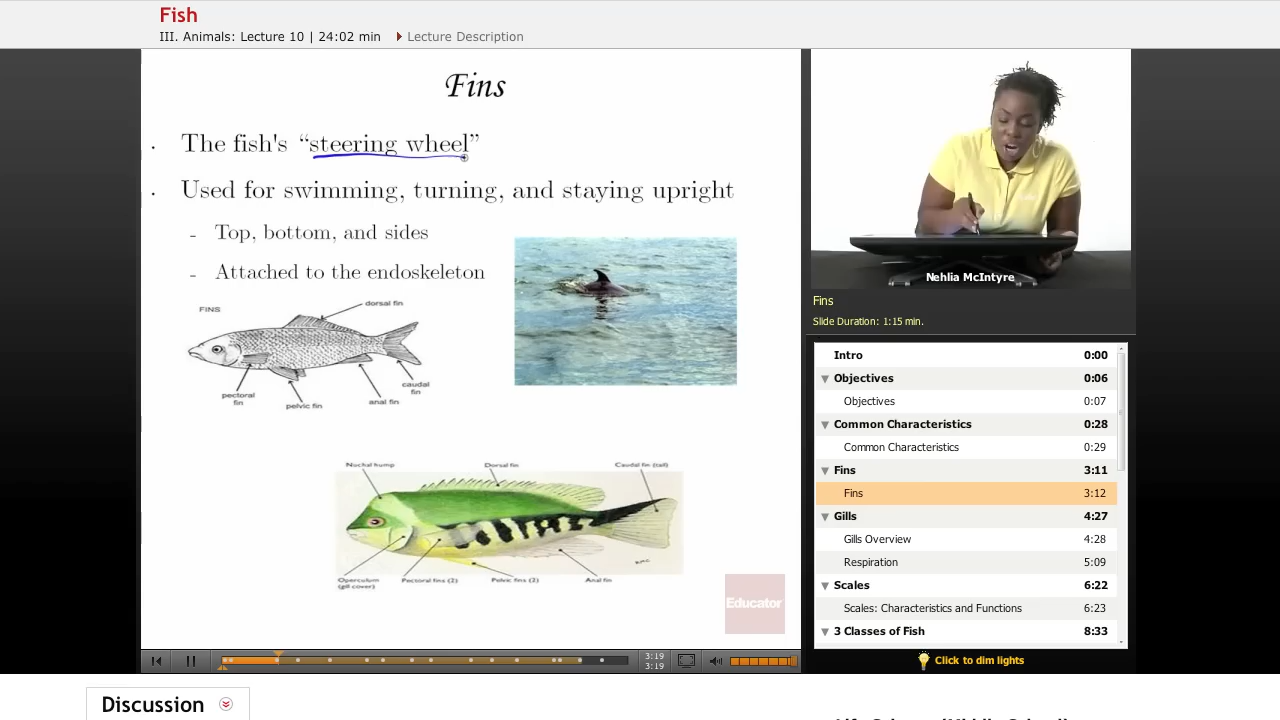 Fish
III. Animals: Lecture 10 | 24:02 min
Lecture Description
Fins
· The fish's “steering wheel”
· Used for swimming, turning, and staying upright
- Top, bottom, and sides
- Attached to the endoskeleton
FINS
dorsal fin
pectoral fin
pelvic fin
anal fin
caudal fin
Nuchal hump
Dorsal fin
Caudal fin (tail)
Operculum (gill cover)
Pectoral fins (2)
Pelvic fins (2)
Anal fin
Educator
3:19
3:19
Nehlia McIntyre
Fins
Slide Duration: 1:15 min.
Intro 0:00
Objectives 0:06
Objectives 0:07
Common Characteristics 0:28
Common Characteristics 0:29
Fins 3:11
Fins 3:12
Gills 4:27
Gills Overview 4:28
Respiration 5:09
Scales 6:22
Scales: Characteristics and Functions 6:23
3 Classes of Fish 8:33
Click to dim lights
Discussion